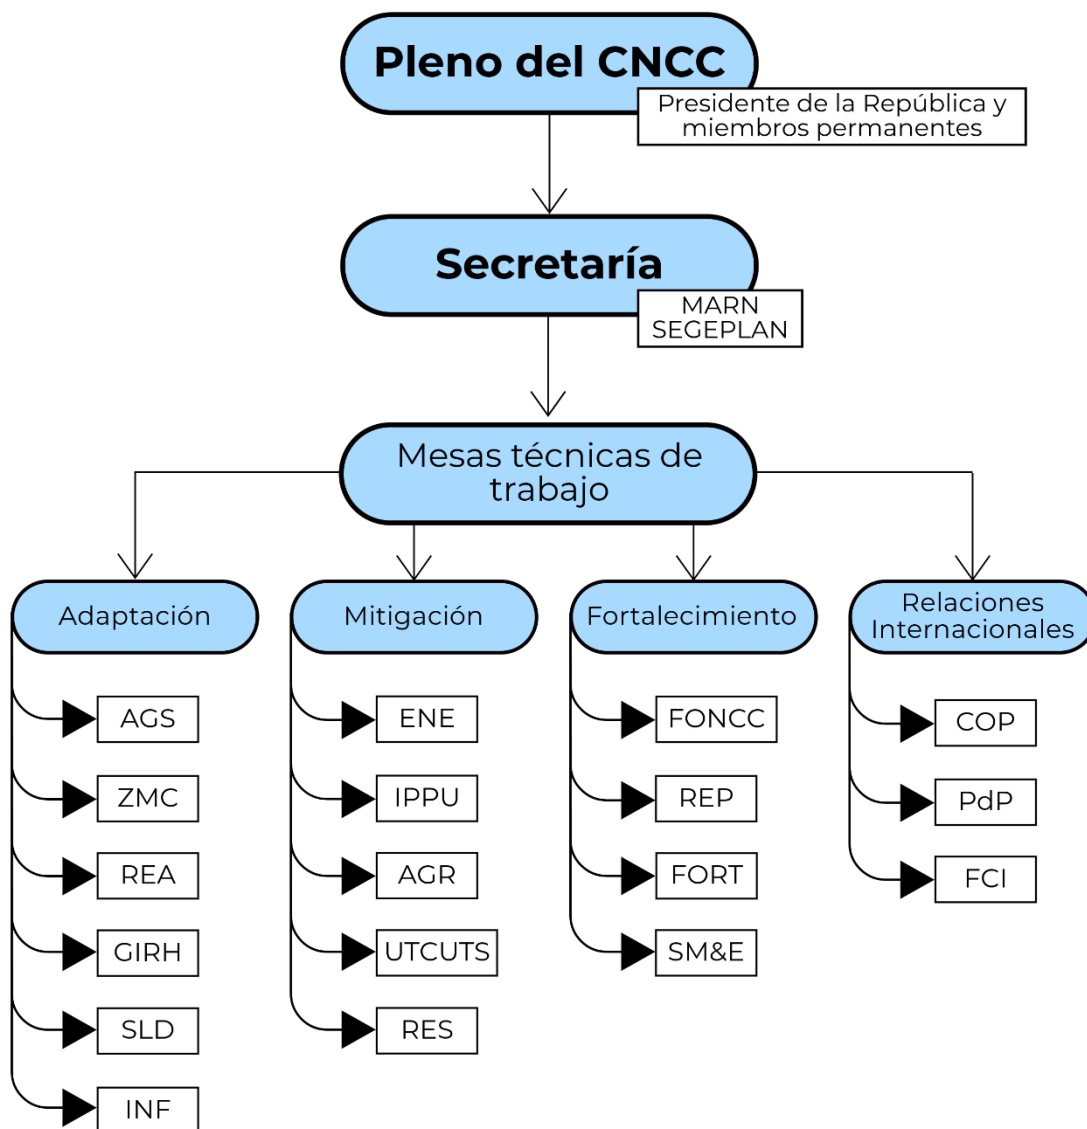 Pleno del CNCC
Presidente de la República y
miembros permanentes
Secretaría
MARN
SEGEPLAN
Mesas técnicas de
trabajo
Adaptación
AGS
ZMC
REA
GIRH
SLD
INF
Mitigación
ENE
IPPU
AGR
UTCUTS
RES
Fortalecimiento
FONCC
REP
FORT
SM&E
Relaciones
Internacionales
COP
PdP
FCI